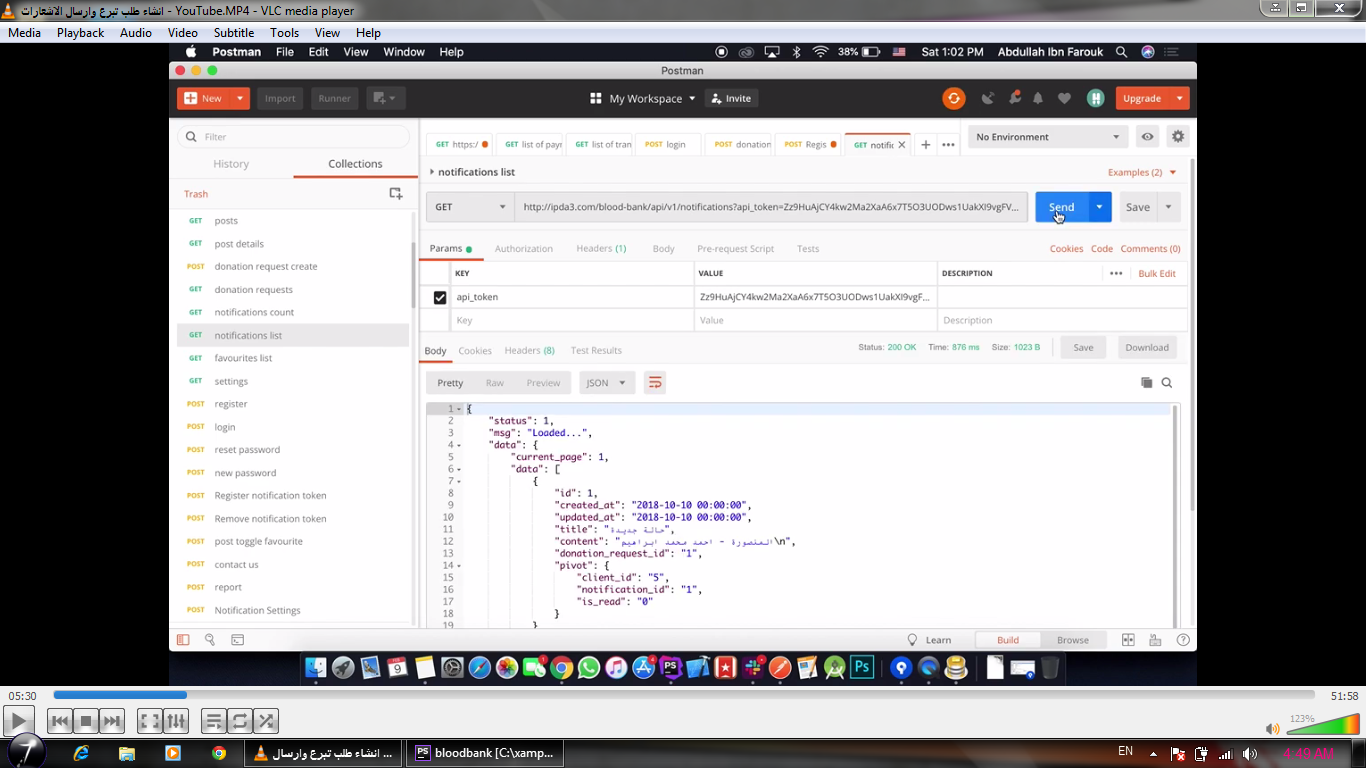 انشاء طلب تبرع وارسال الاشعارات - YouTube.MP4 - VLC media player
Media Playback Audio Video Subtitle Tools View Help
Postman File Edit View Window Help 38% Sat 1:02 PM Abdullah Ibn Farouk
Postman
New Import Runner My Workspace Invite Upgrade
Filter
History Collections
Trash
GET posts
GET post details
POST donation request create
GET donation requests
GET notifications count
GET notifications list
GET favourites list
GET settings
POST register
POST login
POST reset password
POST new password
POST Register notification token
POST Remove notification token
POST post toggle favourite
POST contact us
POST report
POST Notification Settings
GET https:/ GET list of payı GET list of tran POST login POST donation POST Regis GET notific No Environment
notifications list Examples (2)
GET http://ipda3.com/blood-bank/api/v1/notifications?api_token=Zz9HuAjCY4kw2Ma2XaA6x7T5O3UODws1UakXI9vgFV... Send Save
Params Authorization Headers (1) Body Pre-request Script Tests Cookies Code Comments (0)
KEY VALUE DESCRIPTION Bulk Edit
api_token Zz9HuAjCY4kw2Ma2XaA6x7T5O3UODws1UakXI9vgF...
Key Value Description
Body Cookies Headers (8) Test Results Status: 200 OK Time: 876 ms Size: 1023 B Save Download
Pretty Raw Preview JSON
1 {
2 "status": 1,
3 "msg": "Loaded...",
4 "data": {
5 "current_page": 1,
6 "data": [
7 {
8 "id": 1,
9 "created_at": "2018-10-10 00:00:00",
10 "updated_at": "2018-10-10 00:00:00",
11 "title": "حالة جديدة",
12 "content": "المنصورة - احمد محمد ابراهيم\n",
13 "donation_request_id": "1",
14 "pivot": {
15 "client_id": "5",
16 "notification_id": "1",
17 "is_read": "0"
18 }
19 }
Learn Build Browse
05:30 51:58
123%
انشاء طلب تبرع وارسال ... bloodbank [C:\xamp... EN 4:49 AM